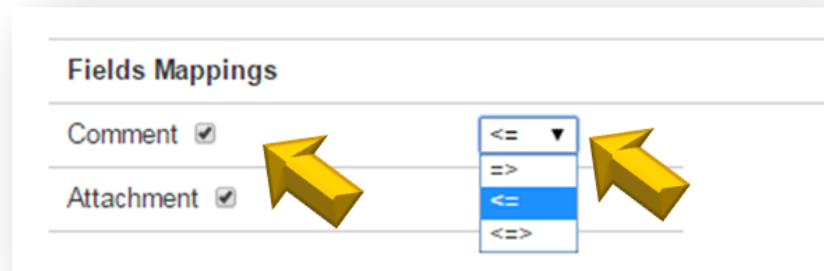 Fields Mappings
Comment <= ▼
=>
Attachment <=
<=>